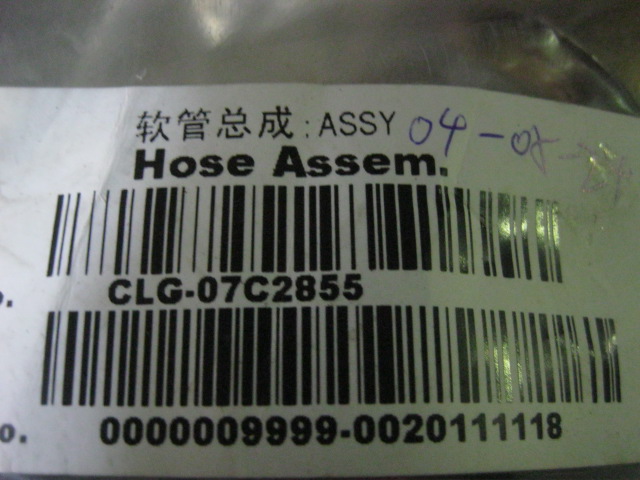 软管总成:ASSY 04-08-
Hose Assem.
CLG-07C2855
o.
0000009999-0020111118